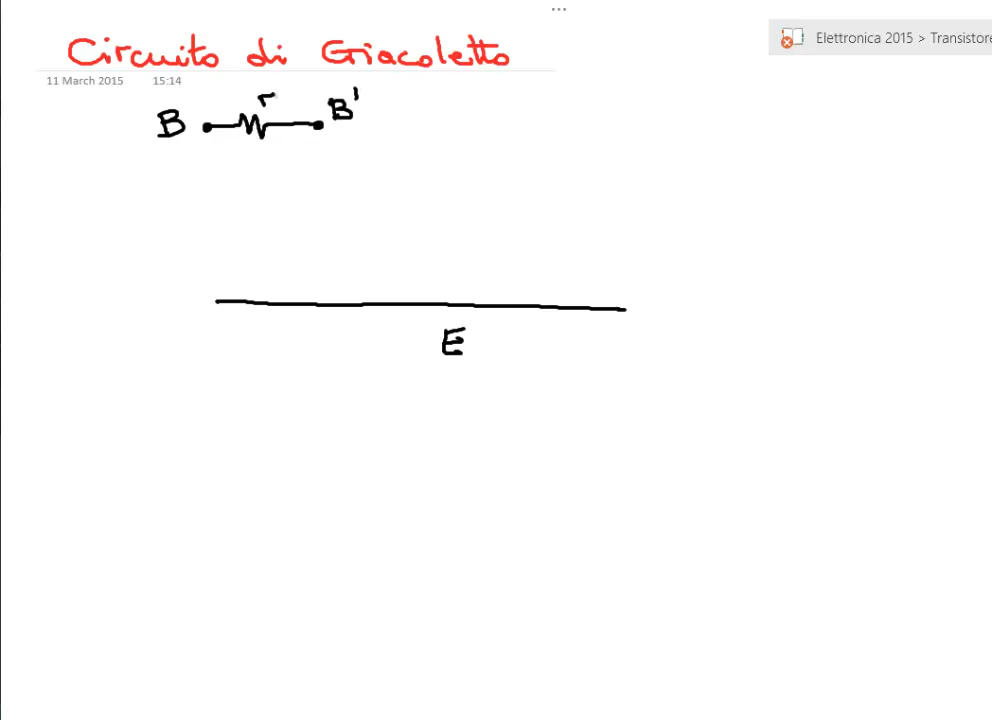 Circuito di Giacoletto
11 March 2015 15:14
Elettronica 2015 > Transistore
B r B'
E